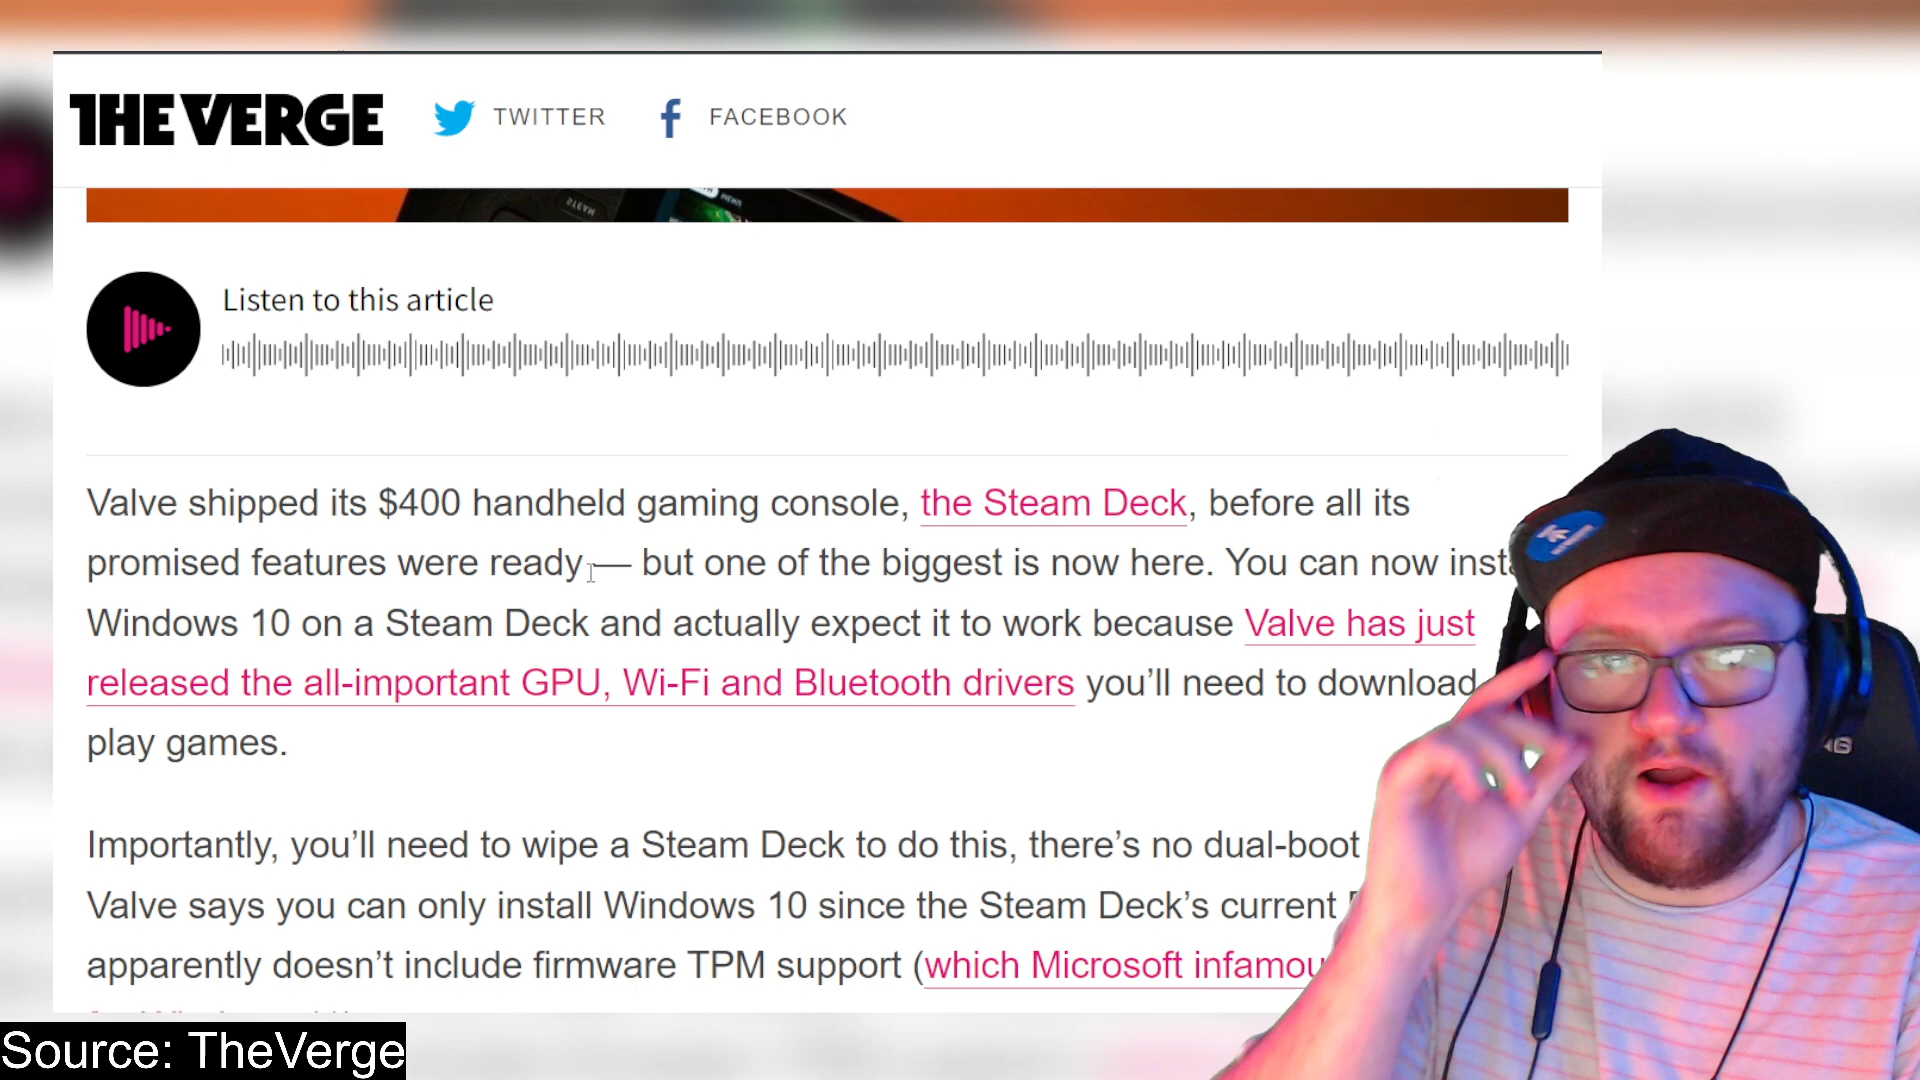 THE VERGE
TWITTER
FACEBOOK
Listen to this article
Valve shipped its $400 handheld gaming console, the Steam Deck, before all its
promised features were ready — but one of the biggest is now here. You can now
Windows 10 on a Steam Deck and actually expect it to work because Valve has just
released the all-important GPU, Wi-Fi and Bluetooth drivers you’ll need to download
play games.
Importantly, you’ll need to wipe a Steam Deck to do this, there’s no dual-boot
Valve says you can only install Windows 10 since the Steam Deck’s current
apparently doesn’t include firmware TPM support (which Microsoft
Source: TheVerge